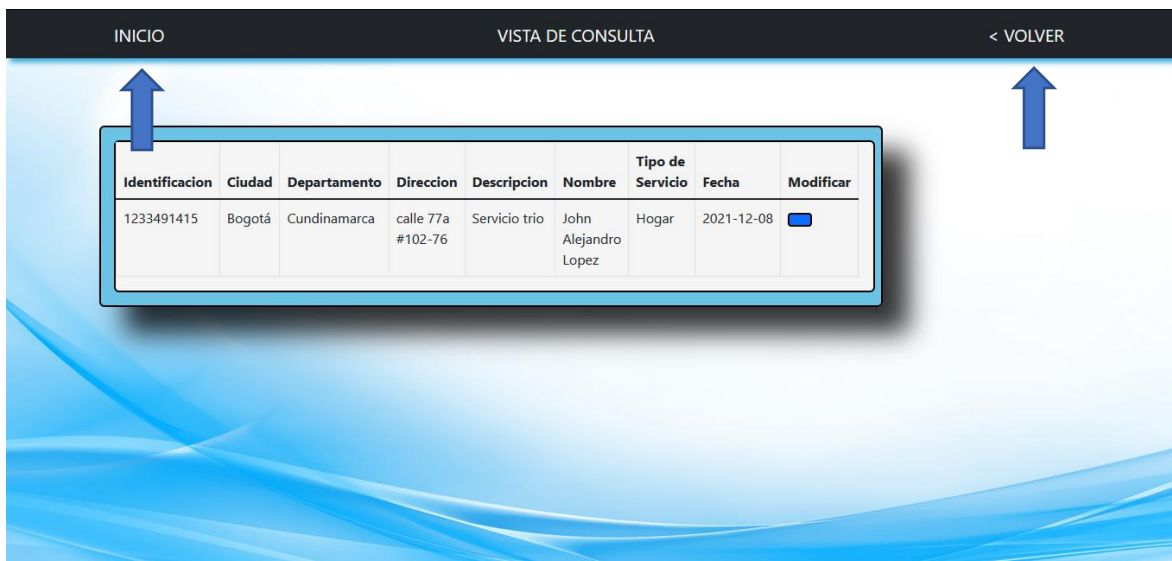 INICIO VISTA DE CONSULTA < VOLVER
Identificacion Ciudad Departamento Direccion Descripcion Nombre Tipo de Servicio Fecha Modificar
1233491415 Bogotá Cundinamarca calle 77a #102-76 Servicio trio John Alejandro Lopez Hogar 2021-12-08